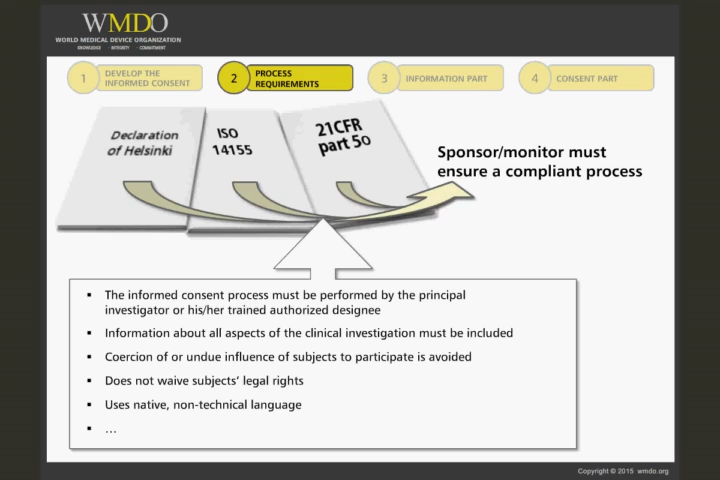 WMDO
WORLD MEDICAL DEVICE ORGANIZATION
KNOWLEDGE · INTEGRITY · COMMITMENT
1 DEVELOP THE
INFORMED CONSENT
2 PROCESS
REQUIREMENTS
3 INFORMATION PART
4 CONSENT PART
Declaration
of Helsinki
ISO
14155
21CFR
part 50
Sponsor/monitor must
ensure a compliant process
▪ The informed consent process must be performed by the principal
investigator or his/her trained authorized designee
▪ Information about all aspects of the clinical investigation must be included
▪ Coercion of or undue influence of subjects to participate is avoided
▪ Does not waive subjects’ legal rights
▪ Uses native, non-technical language
▪ …
Copyright © 2015 wmdo.org